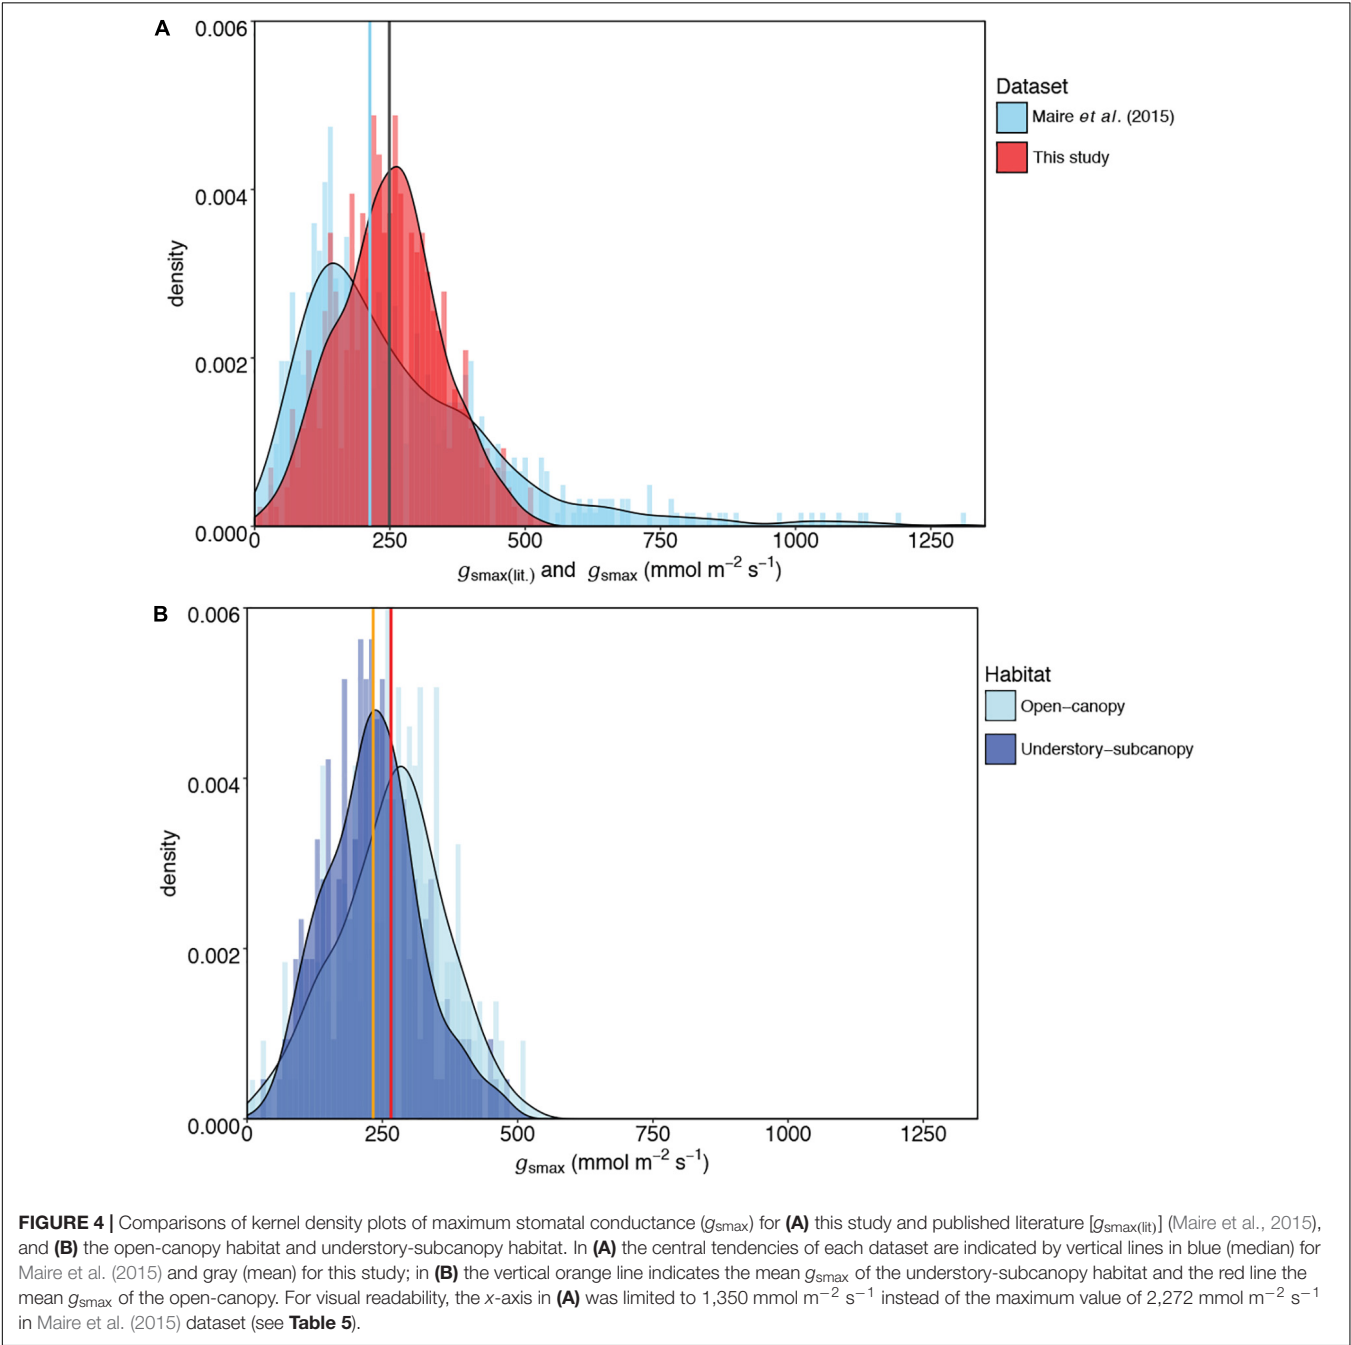 A
0.006
0.004
0.002
0.000
density
0 250 500 750 1000 1250
gsmax(lit.) and gsmax (mmol m−2 s−1)
Dataset
Maire et al. (2015)
This study
B
0.006
0.004
0.002
0.000
density
0 250 500 750 1000 1250
gsmax (mmol m−2 s−1)
Habitat
Open−canopy
Understory−subcanopy
FIGURE 4 | Comparisons of kernel density plots of maximum stomatal conductance (gsmax) for (A) this study and published literature [gsmax(lit)] (Maire et al., 2015),
and (B) the open-canopy habitat and understory-subcanopy habitat. In (A) the central tendencies of each dataset are indicated by vertical lines in blue (median) for
Maire et al. (2015) and gray (mean) for this study; in (B) the vertical orange line indicates the mean gsmax of the understory-subcanopy habitat and the red line the
mean gsmax of the open-canopy. For visual readability, the x-axis in (A) was limited to 1,350 mmol m−2 s−1 instead of the maximum value of 2,272 mmol m−2 s−1
in Maire et al. (2015) dataset (see Table 5).